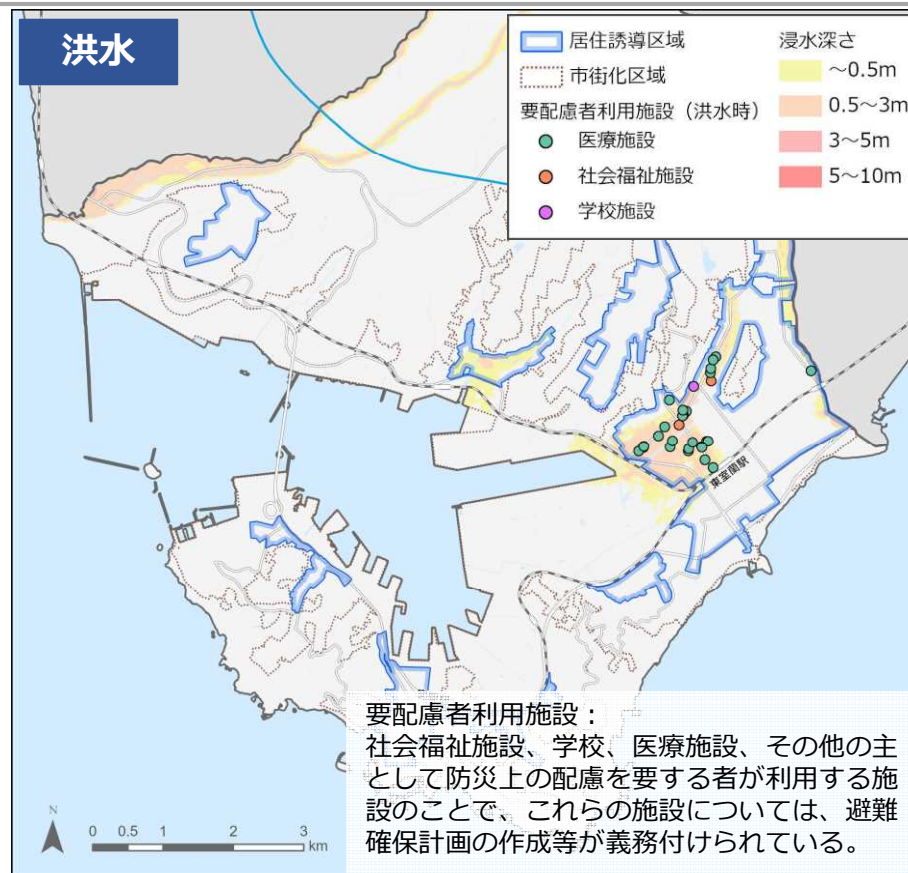 洪水
居住誘導区域
市街化区域
要配慮者利用施設（洪水時）
医療施設
社会福祉施設
学校施設
浸水深さ
～0.5m
0.5～3m
3～5m
5～10m
東室蘭駅
要配慮者利用施設：
社会福祉施設、学校、医療施設、その他の主
として防災上の配慮を要する者が利用する施
設のことで、これらの施設については、避難
確保計画の作成等が義務付けられている。
N
0 0.5 1 2 3
km